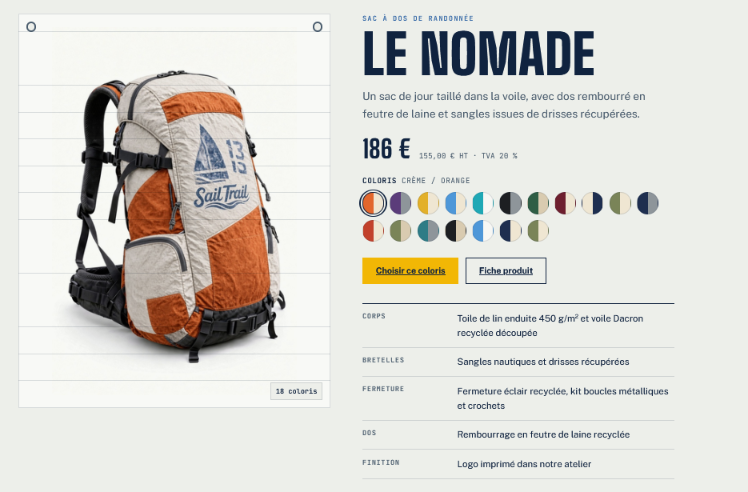 SAC À DOS DE RANDONNÉE
LE NOMADE
Un sac de jour taillé dans la voile, avec dos rembourré en
feutre de laine et sangles issues de drisses récupérées.
186 € 155,00 € HT · TVA 20 %
COLORIS CRÈME / ORANGE
13
15
Sail Trail
18 coloris
Choisir ce coloris Fiche produit
CORPS Toile de lin enduite 450 g/m² et voile Dacron
recyclée découpée
BRETELLES Sangles nautiques et drisses récupérées
FERMETURE Fermeture éclair recyclée, kit boucles métalliques
et crochets
DOS Rembourrage en feutre de laine recyclée
FINITION Logo imprimé dans notre atelier